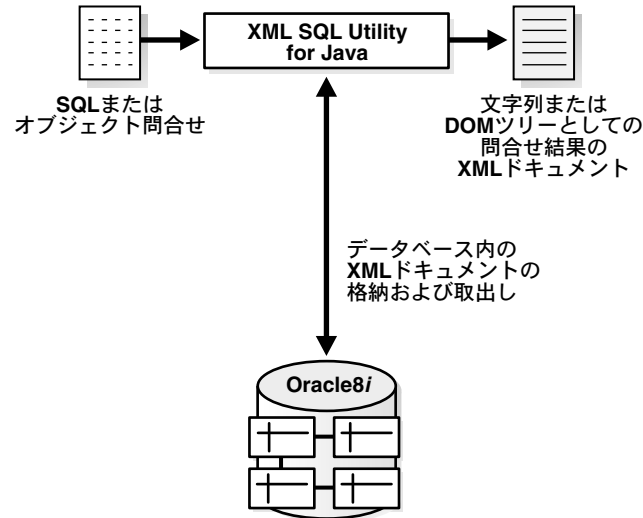 XML SQL Utility
for Java
SQLまたは
オブジェクト問合せ
文字列または
DOMツリーとしての
問合せ結果の
XMLドキュメント
データベース内の
XMLドキュメントの
格納および取出し
Oracle8i